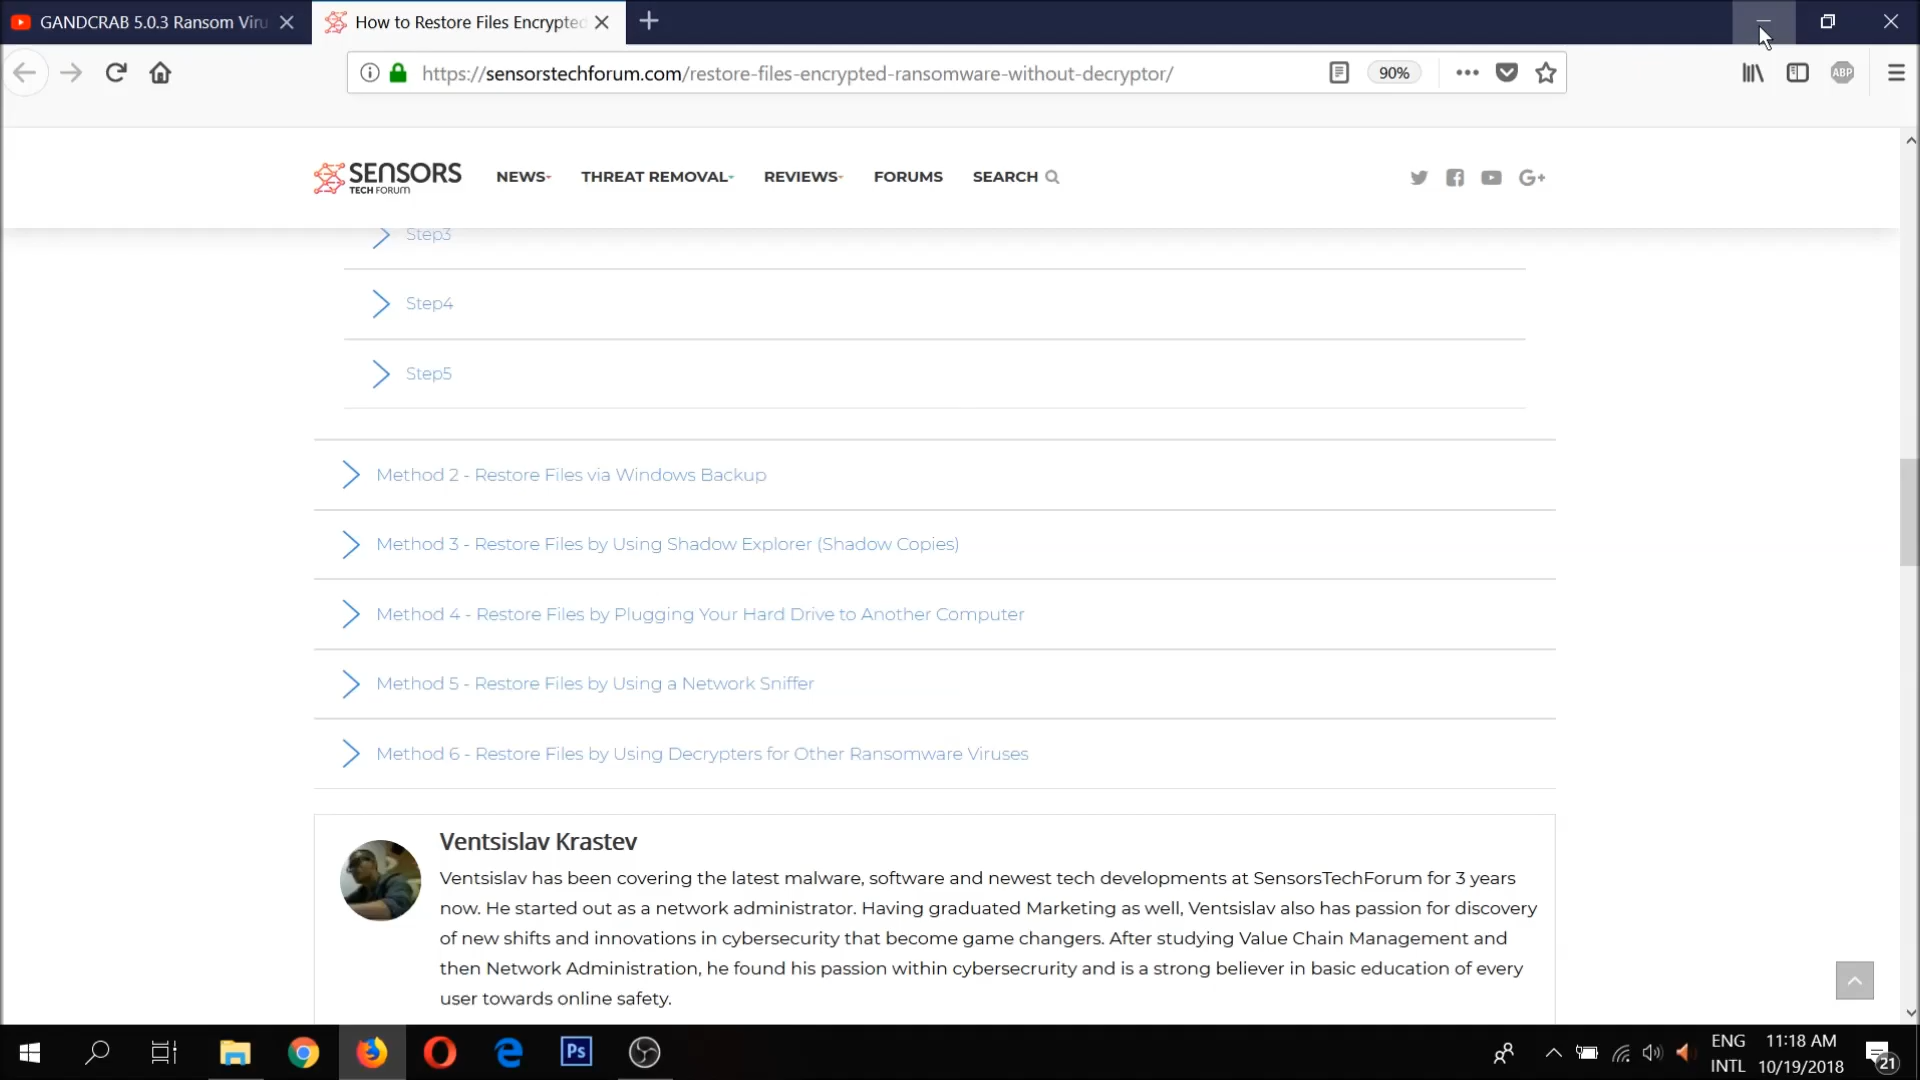 GANDCRAB 5.0.3 Ransom Viru
How to Restore Files Encrypted
https://sensorstechforum.com/restore-files-encrypted-ransomware-without-decryptor/
90%
ABP
SENSORS
TECH FORUM
NEWS
THREAT REMOVAL
REVIEWS
FORUMS
SEARCH
G+
Step3
Step4
Step5
Method 2 - Restore Files via Windows Backup
Method 3 - Restore Files by Using Shadow Explorer (Shadow Copies)
Method 4 - Restore Files by Plugging Your Hard Drive to Another Computer
Method 5 - Restore Files by Using a Network Sniffer
Method 6 - Restore Files by Using Decrypters for Other Ransomware Viruses
Ventsislav Krastev
Ventsislav has been covering the latest malware, software and newest tech developments at SensorsTechForum for 3 years
now. He started out as a network administrator. Having graduated Marketing as well, Ventsislav also has passion for discovery
of new shifts and innovations in cybersecurity that become game changers. After studying Value Chain Management and
then Network Administration, he found his passion within cybersecrurity and is a strong believer in basic education of every
user towards online safety.
Ps
ENG
INTL
11:18 AM
10/19/2018
21